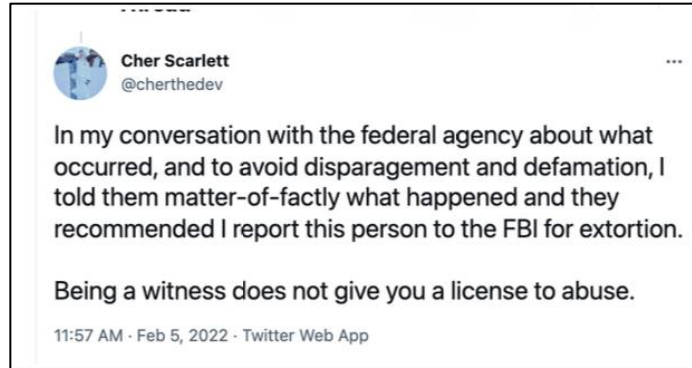 Cher Scarlett
@cherthedev
In my conversation with the federal agency about what
occurred, and to avoid disparagement and defamation, I
told them matter-of-factly what happened and they
recommended I report this person to the FBI for extortion.
Being a witness does not give you a license to abuse.
11:57 AM · Feb 5, 2022 · Twitter Web App